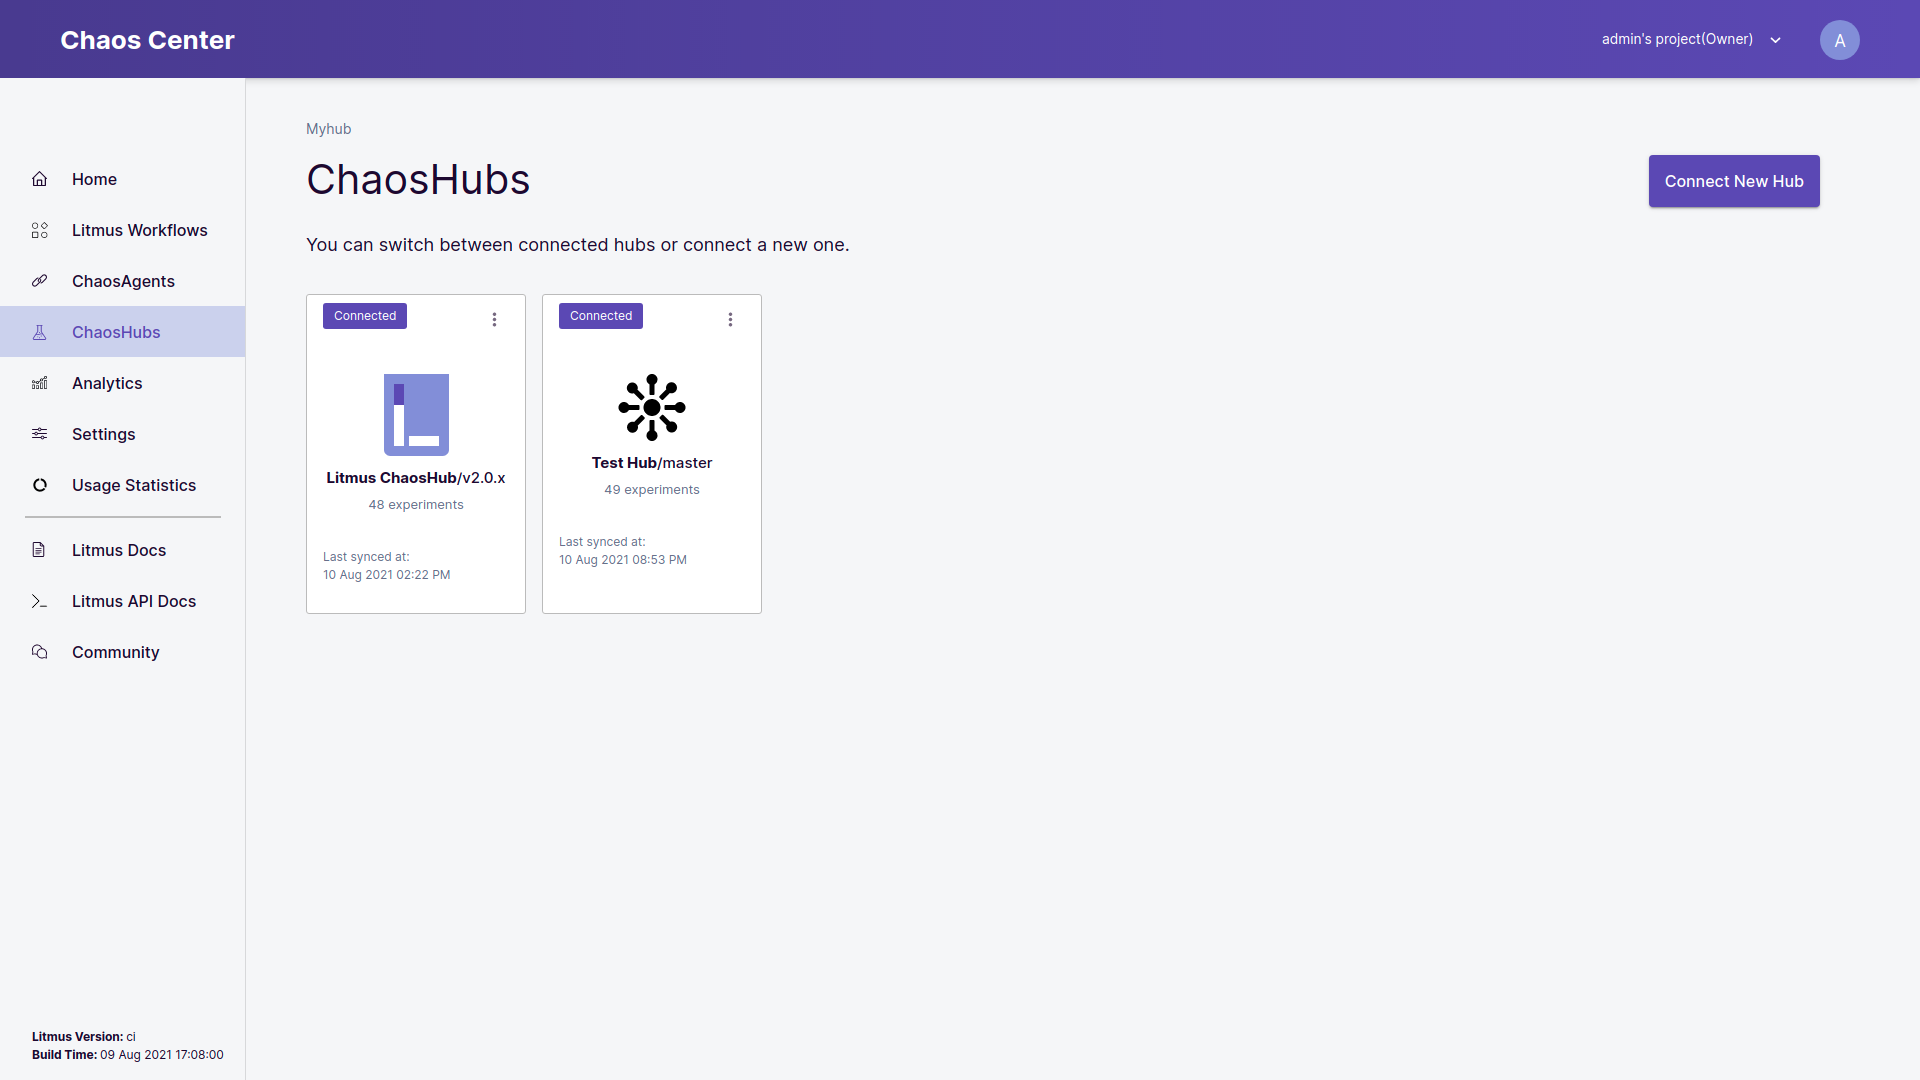 Chaos Center
admin's project(Owner)
A
Home
Litmus Workflows
ChaosAgents
ChaosHubs
Analytics
Settings
Usage Statistics
Litmus Docs
Litmus API Docs
Community
Litmus Version: ci
Build Time: 09 Aug 2021 17:08:00
Myhub
ChaosHubs
Connect New Hub
You can switch between connected hubs or connect a new one.
Connected
Litmus ChaosHub/v2.0.x
48 experiments
Last synced at:
10 Aug 2021 02:22 PM
Connected
Test Hub/master
49 experiments
Last synced at:
10 Aug 2021 08:53 PM